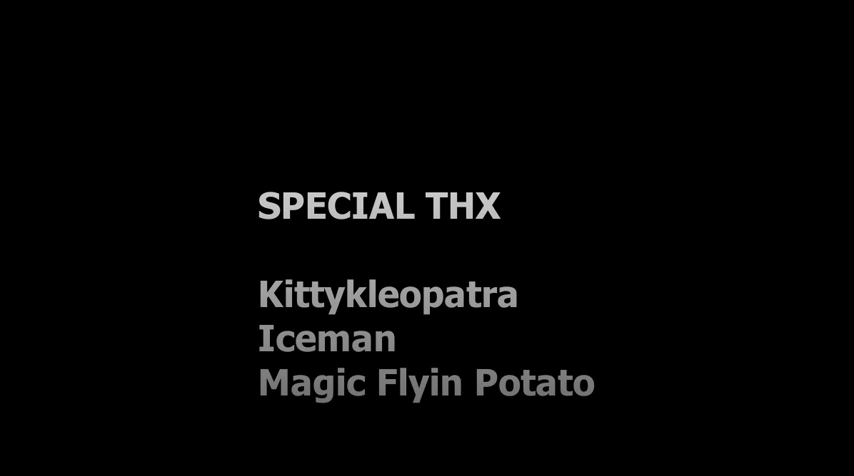 SPECIAL THX
Kittykleopatra
Iceman
Magic Flyin Potato